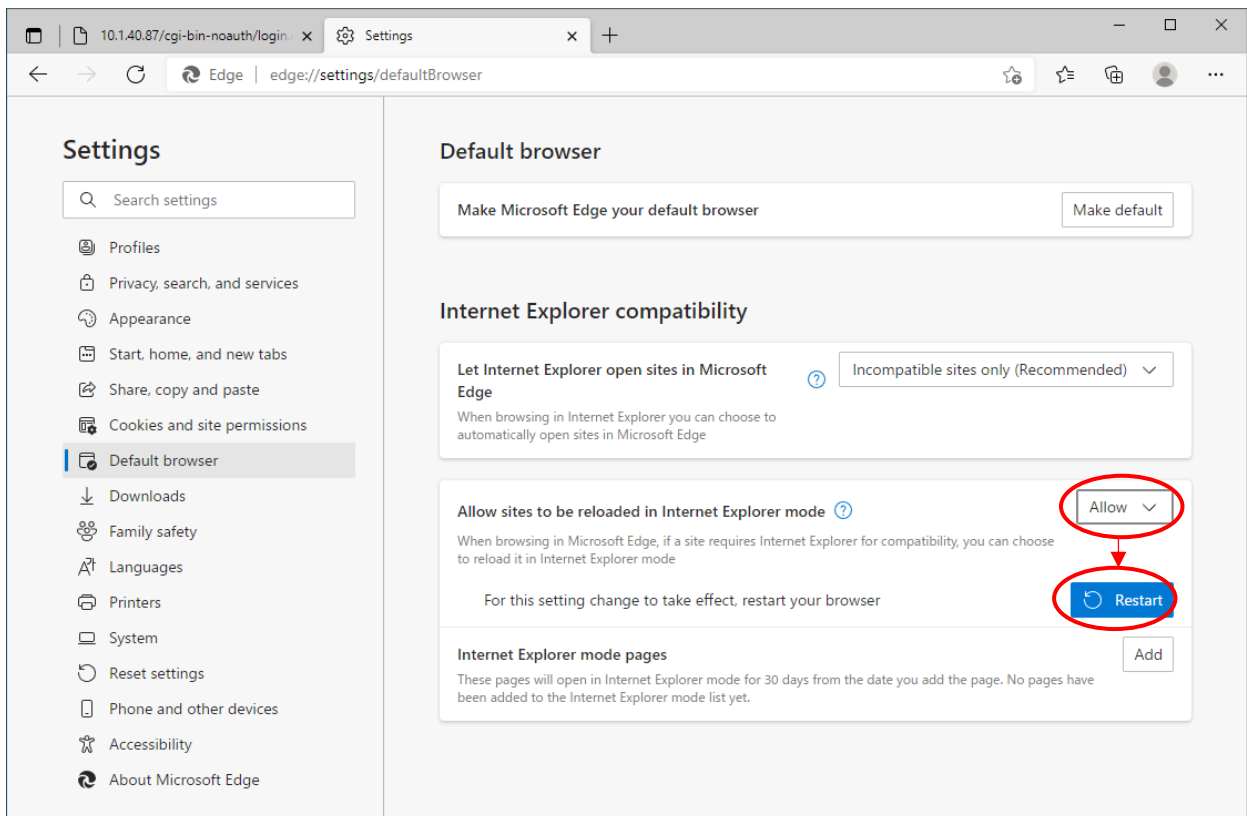 10.1.40.87/cgi-bin-noauth/login.
Settings
Edge | edge://settings/defaultBrowser
Settings
Search settings
Profiles
Privacy, search, and services
Appearance
Start, home, and new tabs
Share, copy and paste
Cookies and site permissions
Default browser
Downloads
Family safety
Languages
Printers
System
Reset settings
Phone and other devices
Accessibility
About Microsoft Edge
Default browser
Make Microsoft Edge your default browser
Make default
Internet Explorer compatibility
Let Internet Explorer open sites in Microsoft
Edge
Incompatible sites only (Recommended)
When browsing in Internet Explorer you can choose to
automatically open sites in Microsoft Edge
Allow sites to be reloaded in Internet Explorer mode
Allow
When browsing in Microsoft Edge, if a site requires Internet Explorer for compatibility, you can choose
to reload it in Internet Explorer mode
For this setting change to take effect, restart your browser
Restart
Internet Explorer mode pages
Add
These pages will open in Internet Explorer mode for 30 days from the date you add the page. No pages have
been added to the Internet Explorer mode list yet.